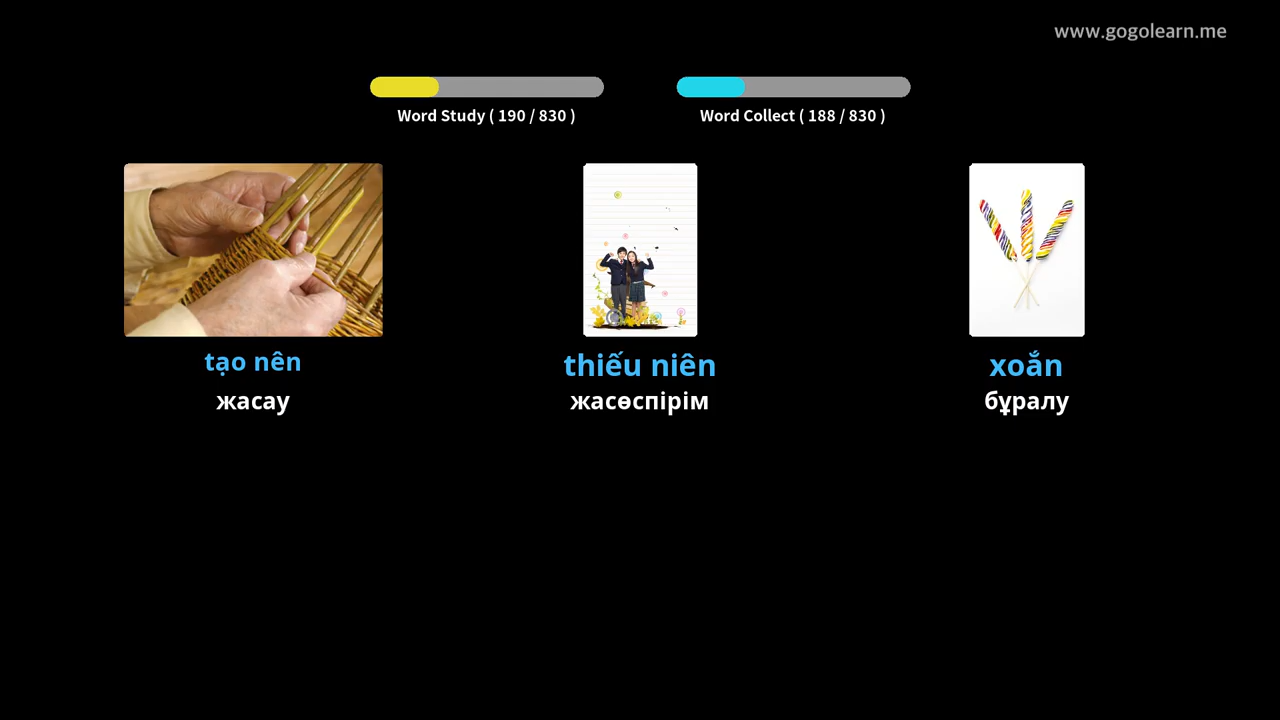 www.gogolearn.me
Word Study ( 190 / 830 )
Word Collect ( 188 / 830 )
tạo nên
жасау
thiếu niên
жасөспірім
xoắn
бұралу